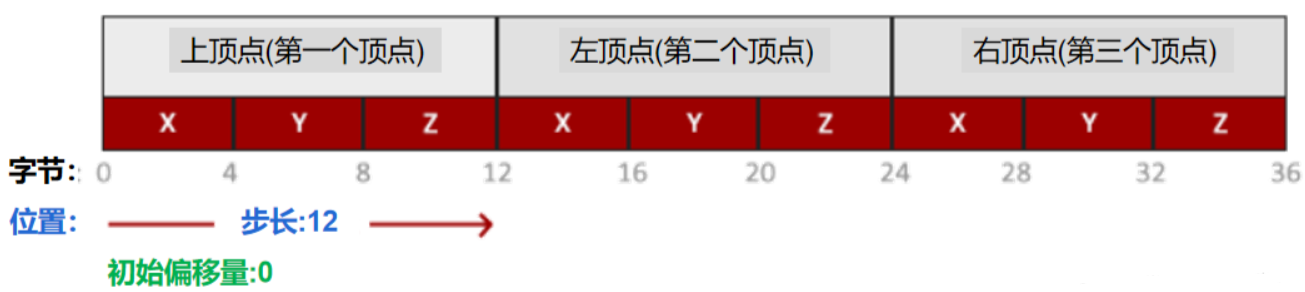 上顶点(第一个顶点) 左顶点(第二个顶点) 右顶点(第三个顶点)
X Y Z X Y Z X Y Z
字节: 0 4 8 12 16 20 24 28 32 36
位置: 步长:12
初始偏移量:0